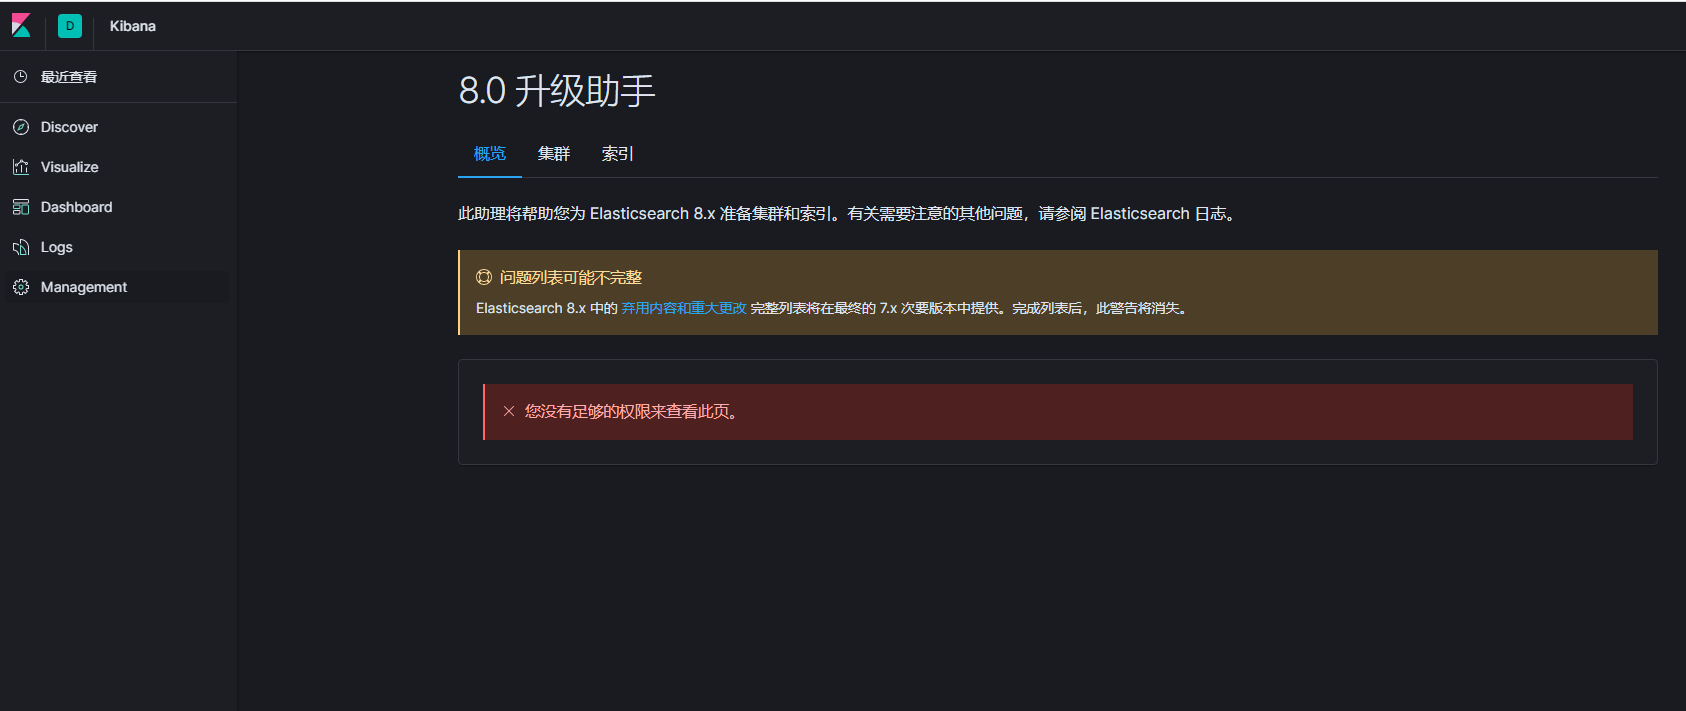 D
Kibana
最近查看
Discover
Visualize
Dashboard
Logs
Management
8.0 升级助手
概览 集群 索引
此助理将帮助您为 Elasticsearch 8.x 准备集群和索引。有关需要注意的其他问题，请参阅 Elasticsearch 日志。
问题列表可能不完整
Elasticsearch 8.x 中的 弃用内容和重大更改 完整列表将在最终的 7.x 次要版本中提供。完成列表后，此警告将消失。
您没有足够的权限来查看此页。